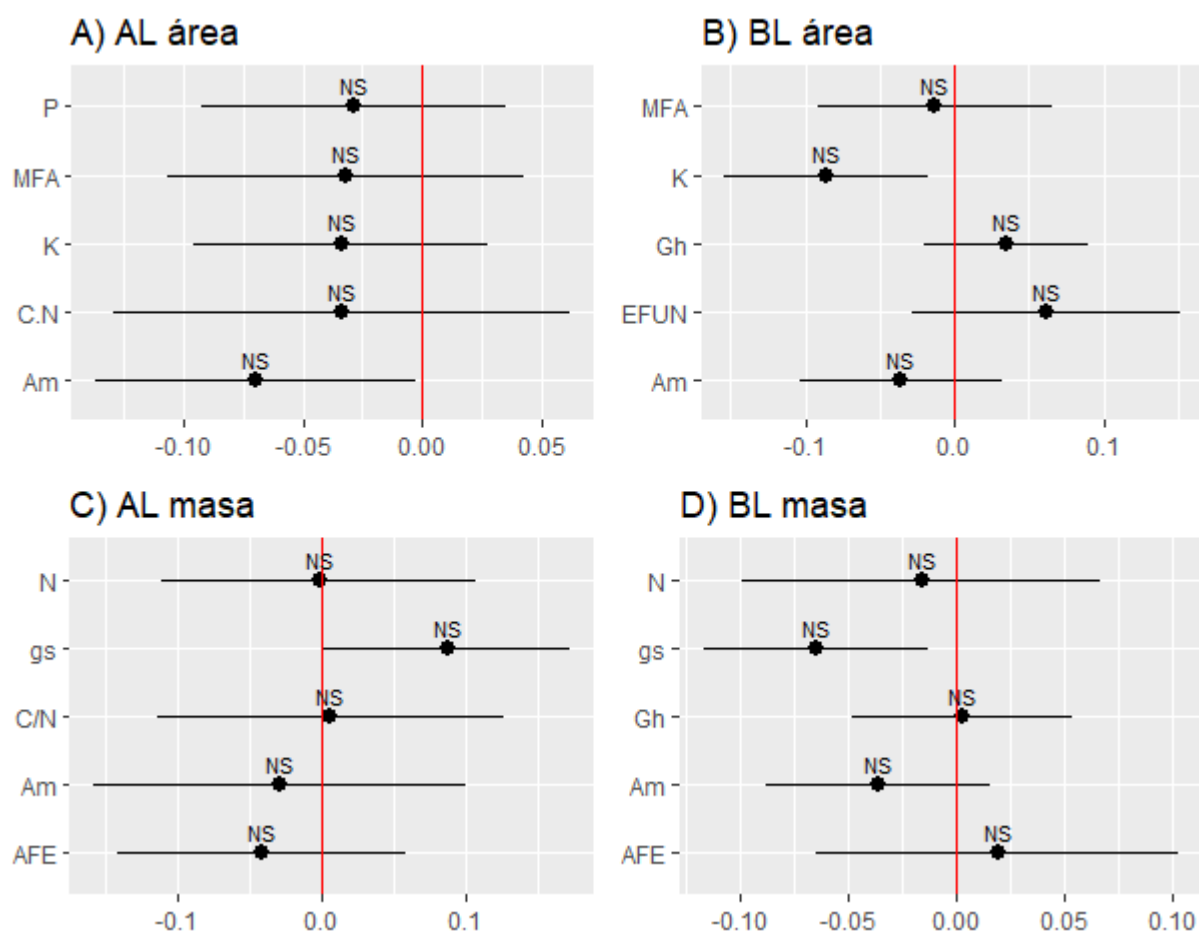 A) AL área
P
NS
MFA
NS
K
NS
C.N
NS
Am
NS
-0.10 -0.05 0.00 0.05
B) BL área
MFA
NS
K
NS
Gh
NS
EFUN
NS
Am
NS
-0.1 0.0 0.1
C) AL masa
N
NS
gs
NS
C/N
NS
Am
NS
AFE
NS
-0.1 0.0 0.1
D) BL masa
N
NS
gs
NS
Gh
NS
Am
NS
AFE
NS
-0.10 -0.05 0.00 0.05 0.10